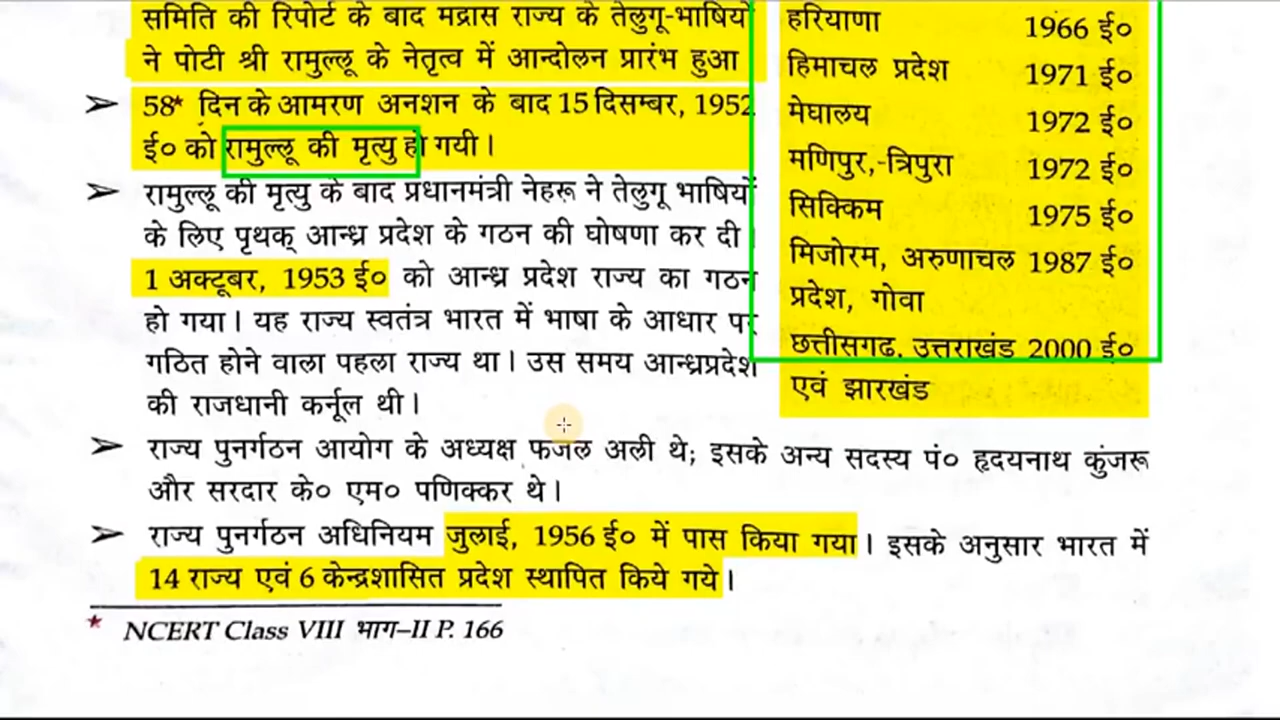 समिति की रिपोर्ट के बाद मद्रास राज्य के तेलुगू-भाषियों
ने पोटी श्री रामुल्लू के नेतृत्व में आन्दोलन प्रारंभ हुआ
➢ 58* दिन के आमरण अनशन के बाद 15 दिसम्बर, 1952
ई० को रामुल्लू की मृत्यु हो गयी।
➢ रामुल्लू की मृत्यु के बाद प्रधानमंत्री नेहरू ने तेलुगू भाषियों
के लिए पृथक् आन्ध्र प्रदेश के गठन की घोषणा कर दी।
1 अक्टूबर, 1953 ई० को आन्ध्र प्रदेश राज्य का गठन
हो गया। यह राज्य स्वतंत्र भारत में भाषा के आधार पर
गठित होने वाला पहला राज्य था। उस समय आन्ध्रप्रदेश
की राजधानी कर्नूल थी।
हरियाणा 1966 ई०
हिमाचल प्रदेश 1971 ई०
मेघालय 1972 ई०
मणिपुर,-त्रिपुरा 1972 ई०
सिक्किम 1975 ई०
मिजोरम, अरुणाचल 1987 ई०
प्रदेश, गोवा
छत्तीसगढ, उत्तराखंड 2000 ई०
एवं झारखंड
➢ राज्य पुनर्गठन आयोग के अध्यक्ष फजल अली थे; इसके अन्य सदस्य पं० हृदयनाथ कुंजरू
और सरदार के० एम० पणिक्कर थे।
➢ राज्य पुनर्गठन अधिनियम जुलाई, 1956 ई० में पास किया गया। इसके अनुसार भारत में
14 राज्य एवं 6 केन्द्रशासित प्रदेश स्थापित किये गये।
* NCERT Class VIII भाग–II P. 166